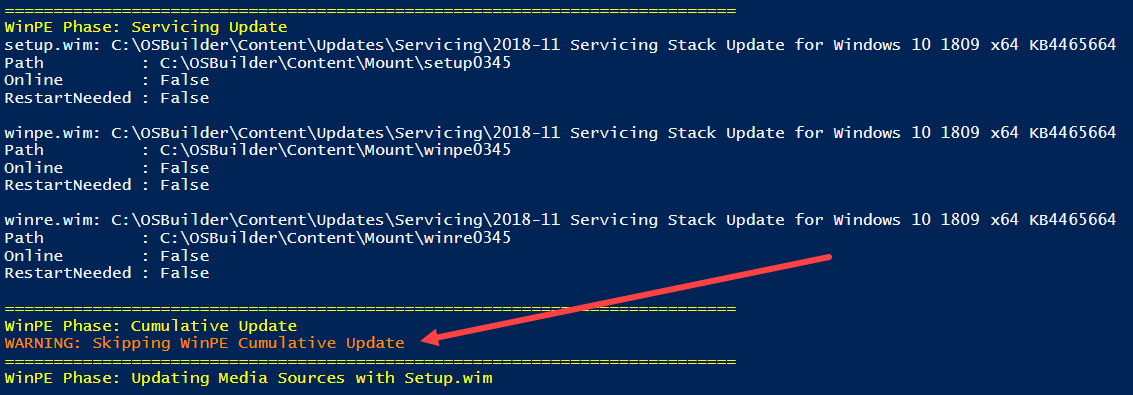 ===========================================================================
WinPE Phase: Servicing Update
setup.wim: C:\OSBuilder\Content\Updates\Servicing\2018-11 Servicing Stack Update for Windows 10 1809 x64 KB4465664
Path          : C:\OSBuilder\Content\Mount\setup0345
Online        : False
RestartNeeded : False

winpe.wim: C:\OSBuilder\Content\Updates\Servicing\2018-11 Servicing Stack Update for Windows 10 1809 x64 KB4465664
Path          : C:\OSBuilder\Content\Mount\winpe0345
Online        : False
RestartNeeded : False

winre.wim: C:\OSBuilder\Content\Updates\Servicing\2018-11 Servicing Stack Update for Windows 10 1809 x64 KB4465664
Path          : C:\OSBuilder\Content\Mount\winre0345
Online        : False
RestartNeeded : False

===========================================================================
WinPE Phase: Cumulative Update
WARNING: Skipping WinPE Cumulative Update
===========================================================================
WinPE Phase: Updating Media Sources with Setup.wim